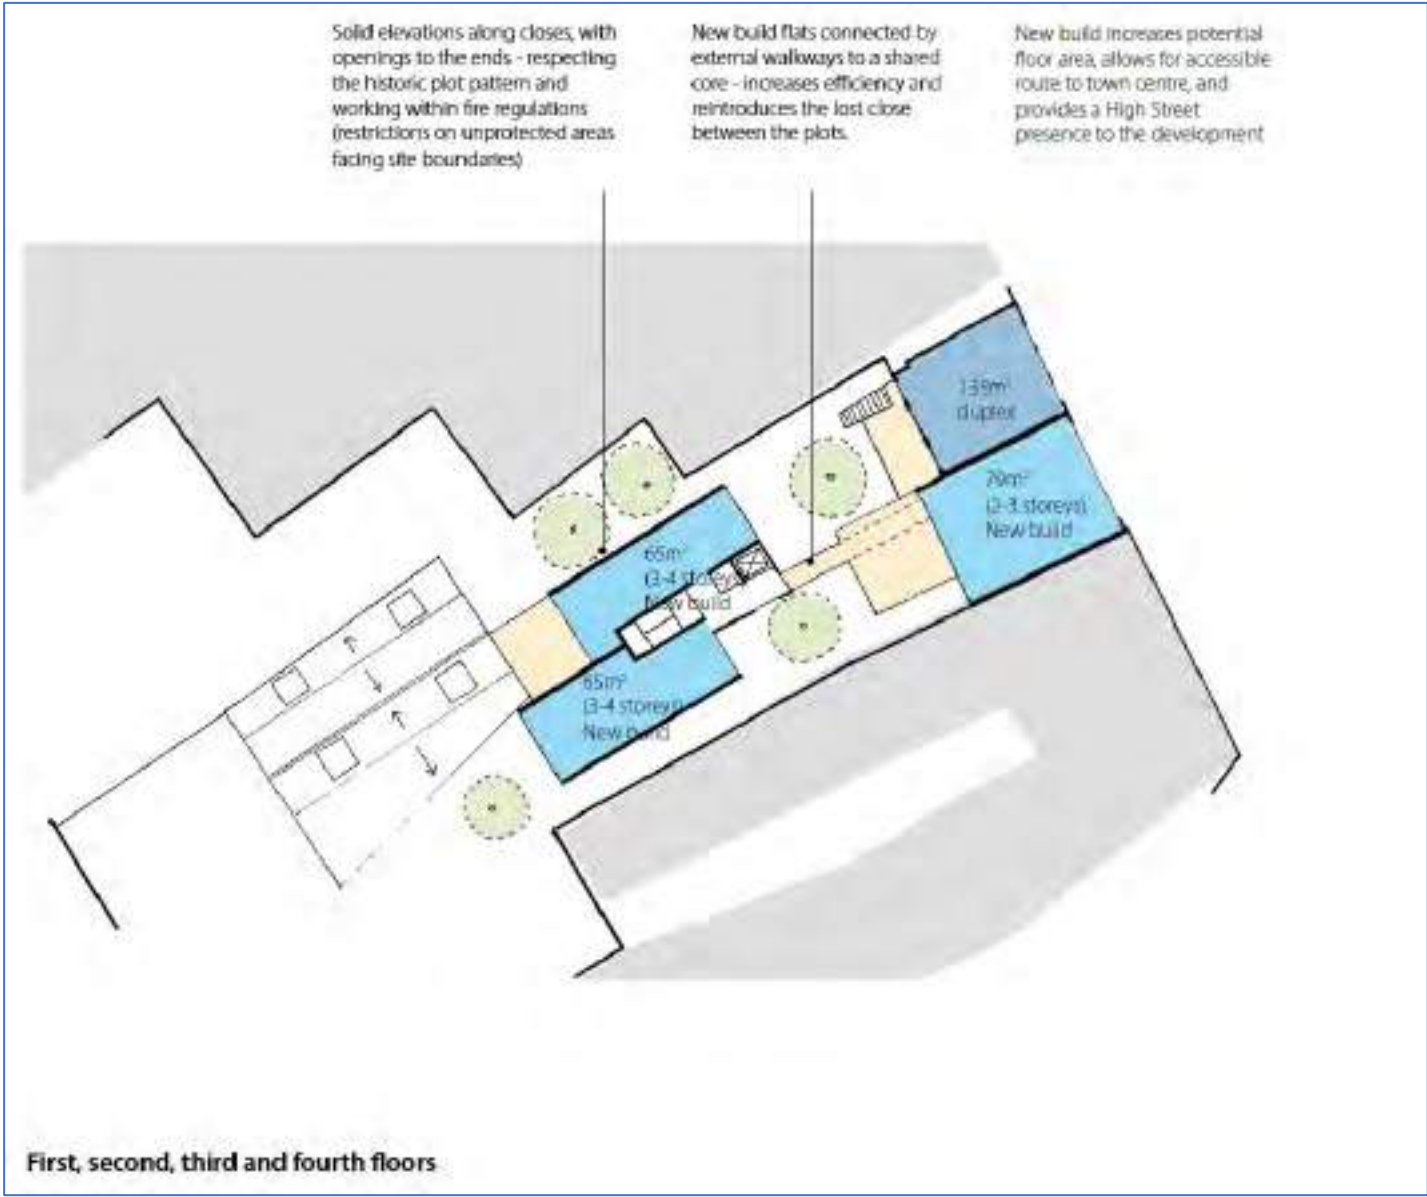 Solid elevations along closes, with
openings to the ends - respecting
the historic plot pattern and
working within fire regulations
(restrictions on unprotected areas
facing site boundaries)
New build flats connected by
external walkways to a shared
core - increases efficiency and
reintroduces the lost close
between the plots.
New build increases potential
floor area, allows for accessible
route to town centre, and
provides a High Street
presence to the development
139m²
duplex
79m²
(2-3 storeys)
New build
65m²
(3-4 storeys)
New build
65m²
(3-4 storeys)
New build
First, second, third and fourth floors